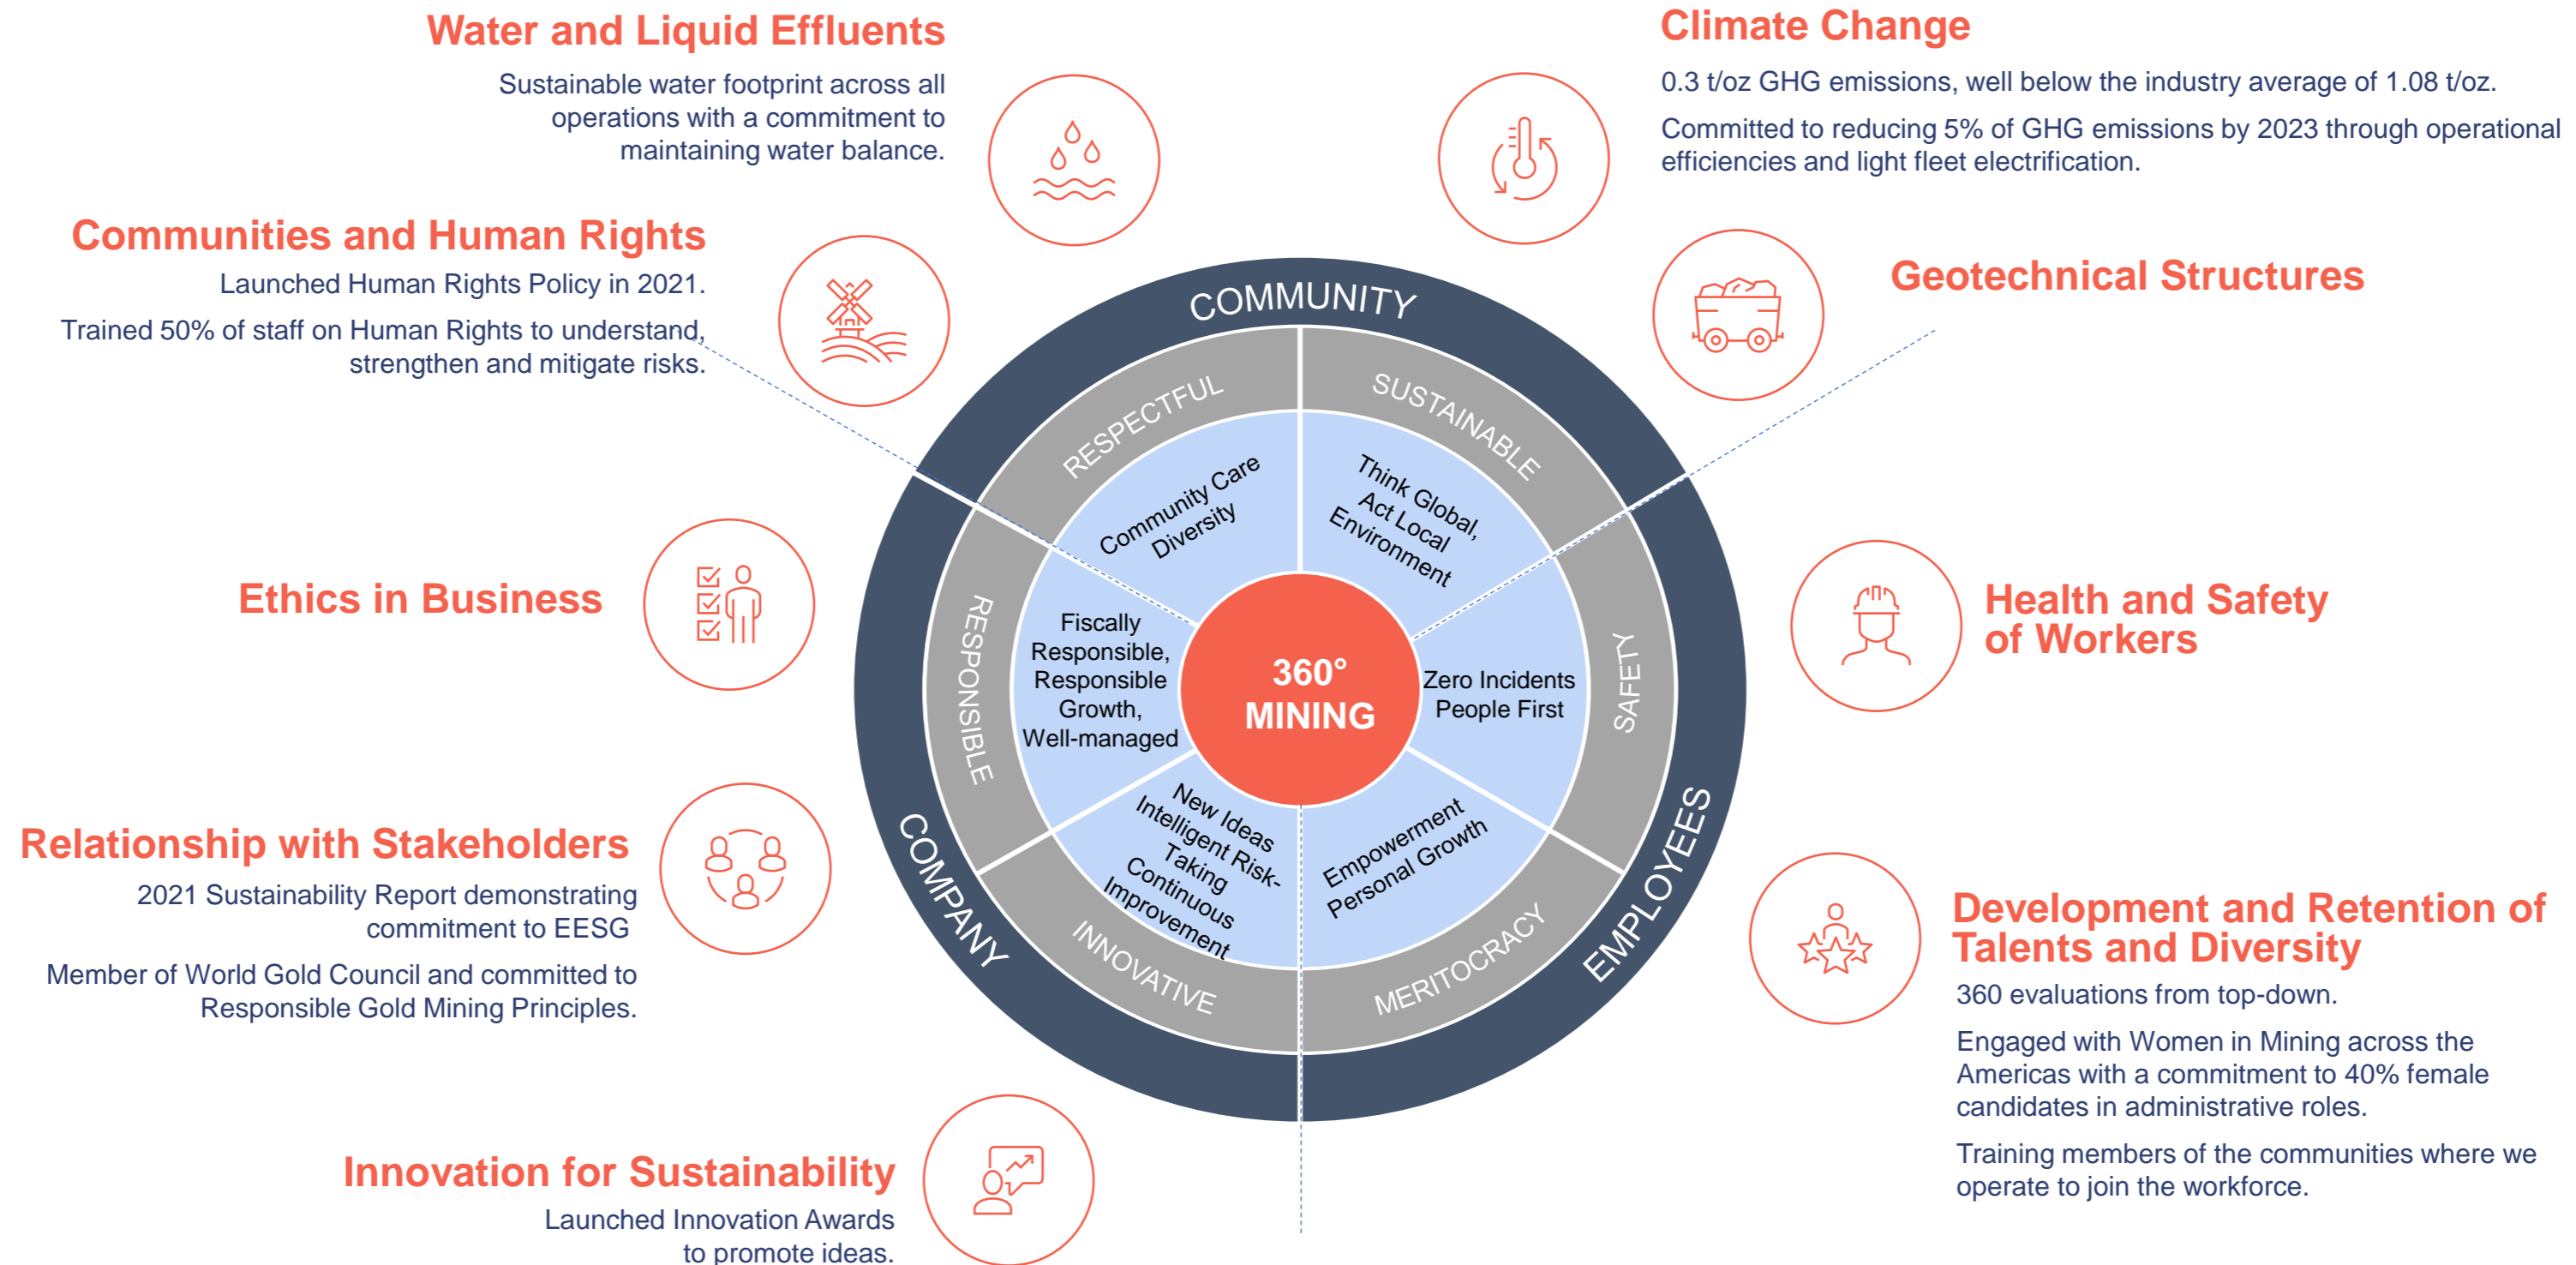 Water and Liquid Effluents
Sustainable water footprint across all
operations with a commitment to
maintaining water balance.
Climate Change
0.3 t/oz GHG emissions, well below the industry average of 1.08 t/oz.
Committed to reducing 5% of GHG emissions by 2023 through operational
efficiencies and light fleet electrification.
Communities and Human Rights
Launched Human Rights Policy in 2021.
Trained 50% of staff on Human Rights to understand,
strengthen and mitigate risks.
Geotechnical Structures
COMMUNITY
RESPECTFUL
SUSTAINABLE
Community Care
Diversity
Think Global,
Act Local
Environment
Ethics in Business
RESPONSIBLE
Fiscally
Responsible,
Responsible
Growth,
Well-managed
360°
MINING
Zero Incidents
People First
SAFETY
Health and Safety
of Workers
Relationship with Stakeholders
2021 Sustainability Report demonstrating
commitment to EESG
Member of World Gold Council and committed to
Responsible Gold Mining Principles.
COMPANY
New Ideas
Intelligent Risk-
Taking
Continuous
Improvement
INNOVATIVE
Empowerment
Personal Growth
MERITOCRACY
EMPLOYEES
Development and Retention of
Talents and Diversity
360 evaluations from top-down.
Engaged with Women in Mining across the
Americas with a commitment to 40% female
candidates in administrative roles.
Training members of the communities where we
operate to join the workforce.
Innovation for Sustainability
Launched Innovation Awards
to promote ideas.